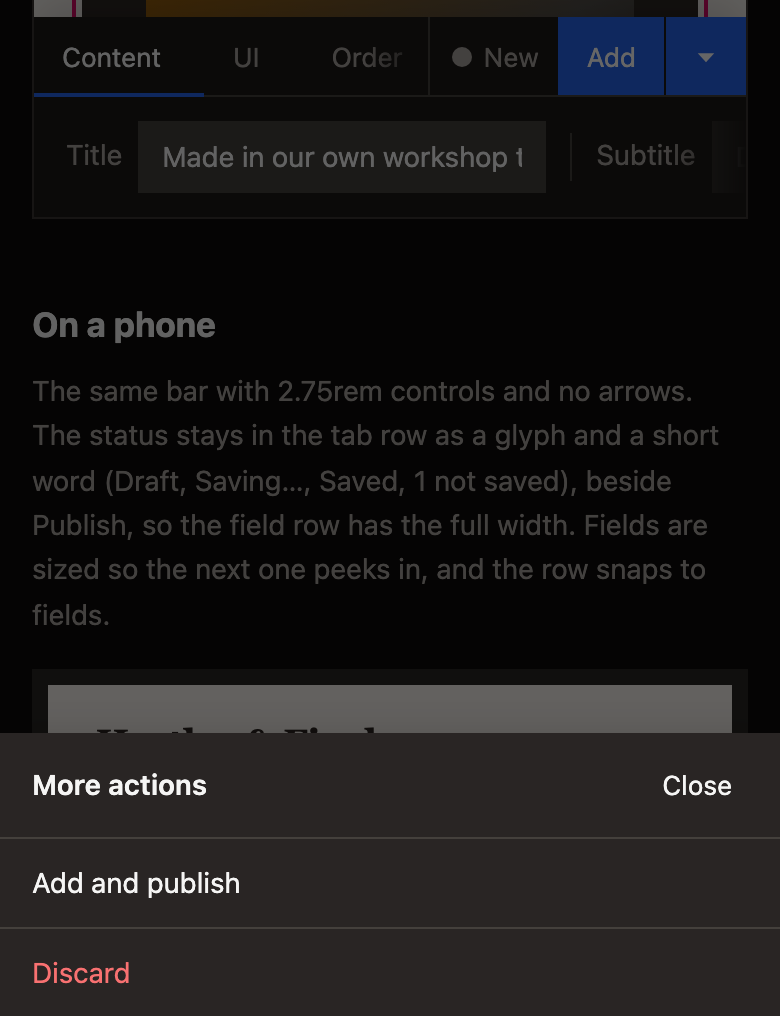 Content
UI
Order
New
Add
Title
Made in our own workshop
Subtitle
On a phone
The same bar with 2.75rem controls and no arrows.
The status stays in the tab row as a glyph and a short
word (Draft, Saving…, Saved, 1 not saved), beside
Publish, so the field row has the full width. Fields are
sized so the next one peeks in, and the row snaps to
fields.
More actions
Close
Add and publish
Discard